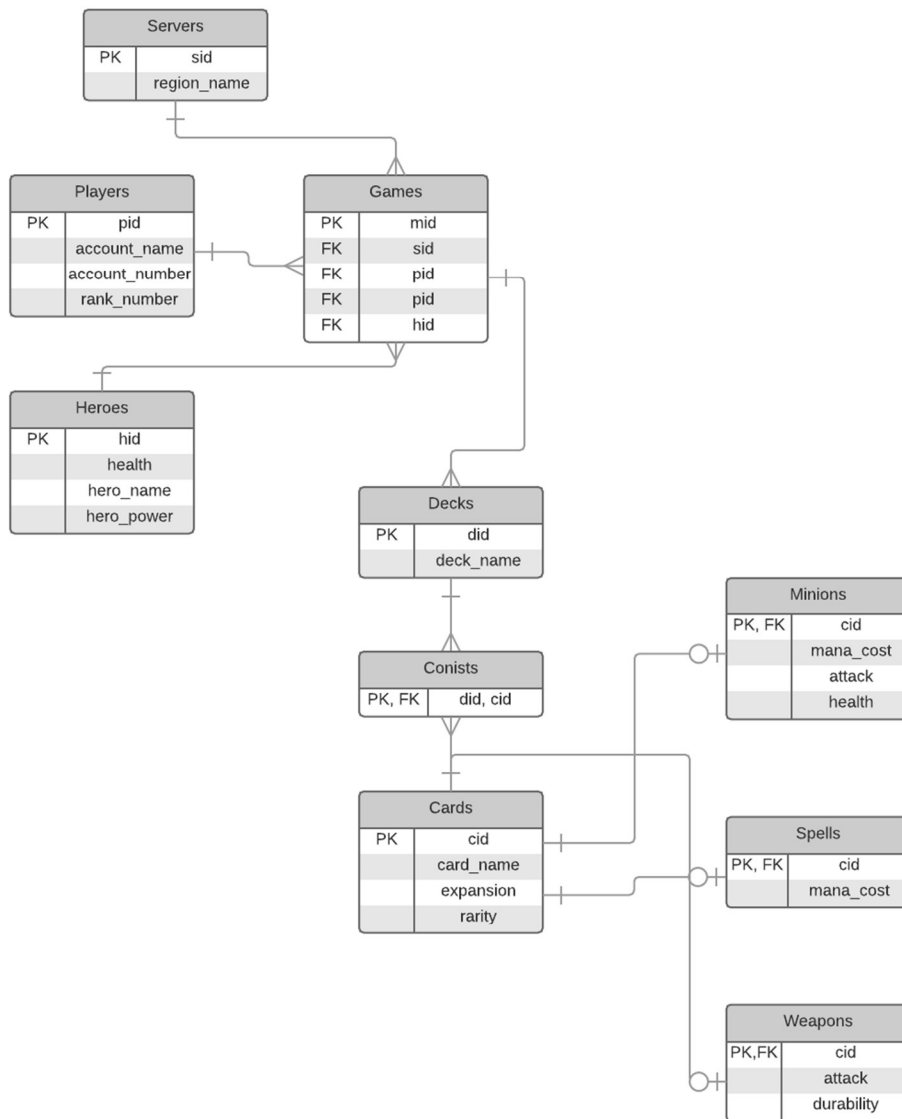 Servers
PK sid
region_name
Players
PK pid
account_name
account_number
rank_number
Games
PK mid
FK sid
FK pid
FK pid
FK hid
Heroes
PK hid
health
hero_name
hero_power
Decks
PK did
deck_name
Conists
PK, FK did, cid
Cards
PK cid
card_name
expansion
rarity
Minions
PK, FK cid
mana_cost
attack
health
Spells
PK, FK cid
mana_cost
Weapons
PK,FK cid
attack
durability